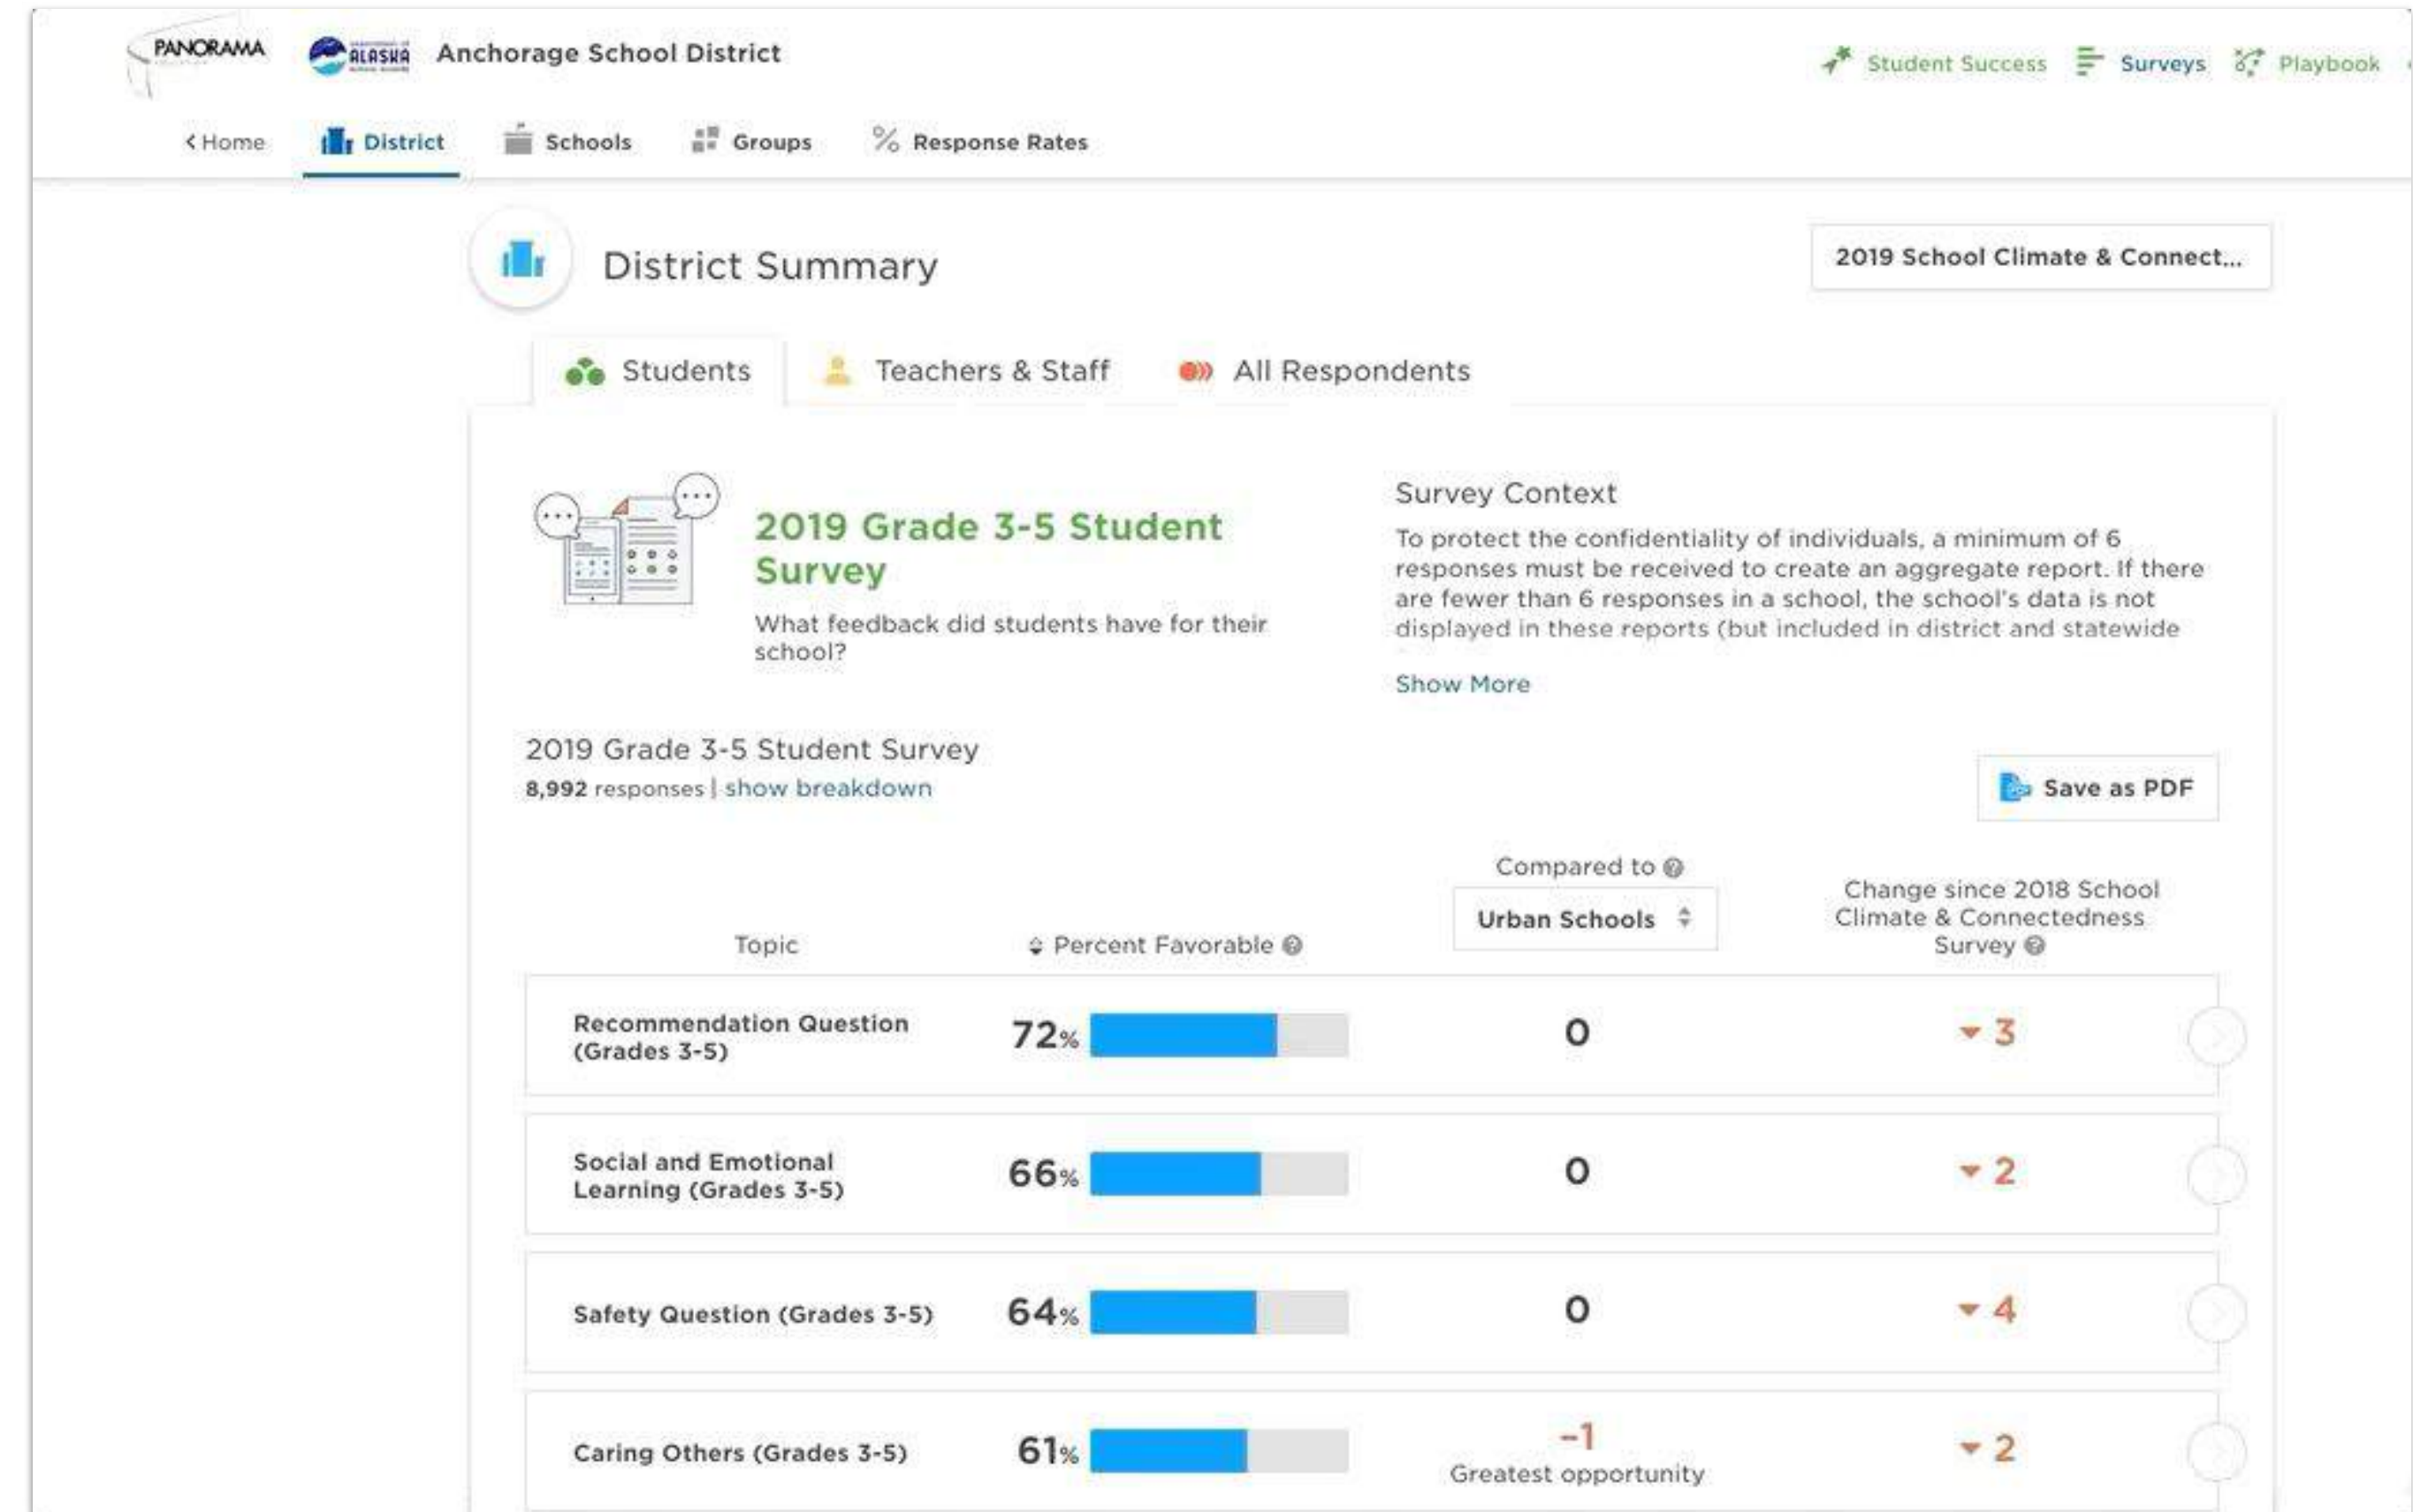 PANORAMA
ALASKA
Anchorage School District
Student Success
Surveys
Playbook
Home
District
Schools
Groups
Response Rates
District Summary
2019 School Climate & Connect...
Students
Teachers & Staff
All Respondents
2019 Grade 3-5 Student
Survey
What feedback did students have for their
school?
Survey Context
To protect the confidentiality of individuals, a minimum of 6
responses must be received to create an aggregate report. If there
are fewer than 6 responses in a school, the school's data is not
displayed in these reports (but included in district and statewide
Show More
2019 Grade 3-5 Student Survey
8,992 responses | show breakdown
Save as PDF
Topic
Percent Favorable
Compared to
Urban Schools
Change since 2018 School
Climate & Connectedness
Survey
Recommendation Question
(Grades 3-5)
72%
0
3
Social and Emotional
Learning (Grades 3-5)
66%
0
2
Safety Question (Grades 3-5)
64%
0
4
Caring Others (Grades 3-5)
61%
-1
Greatest opportunity
2